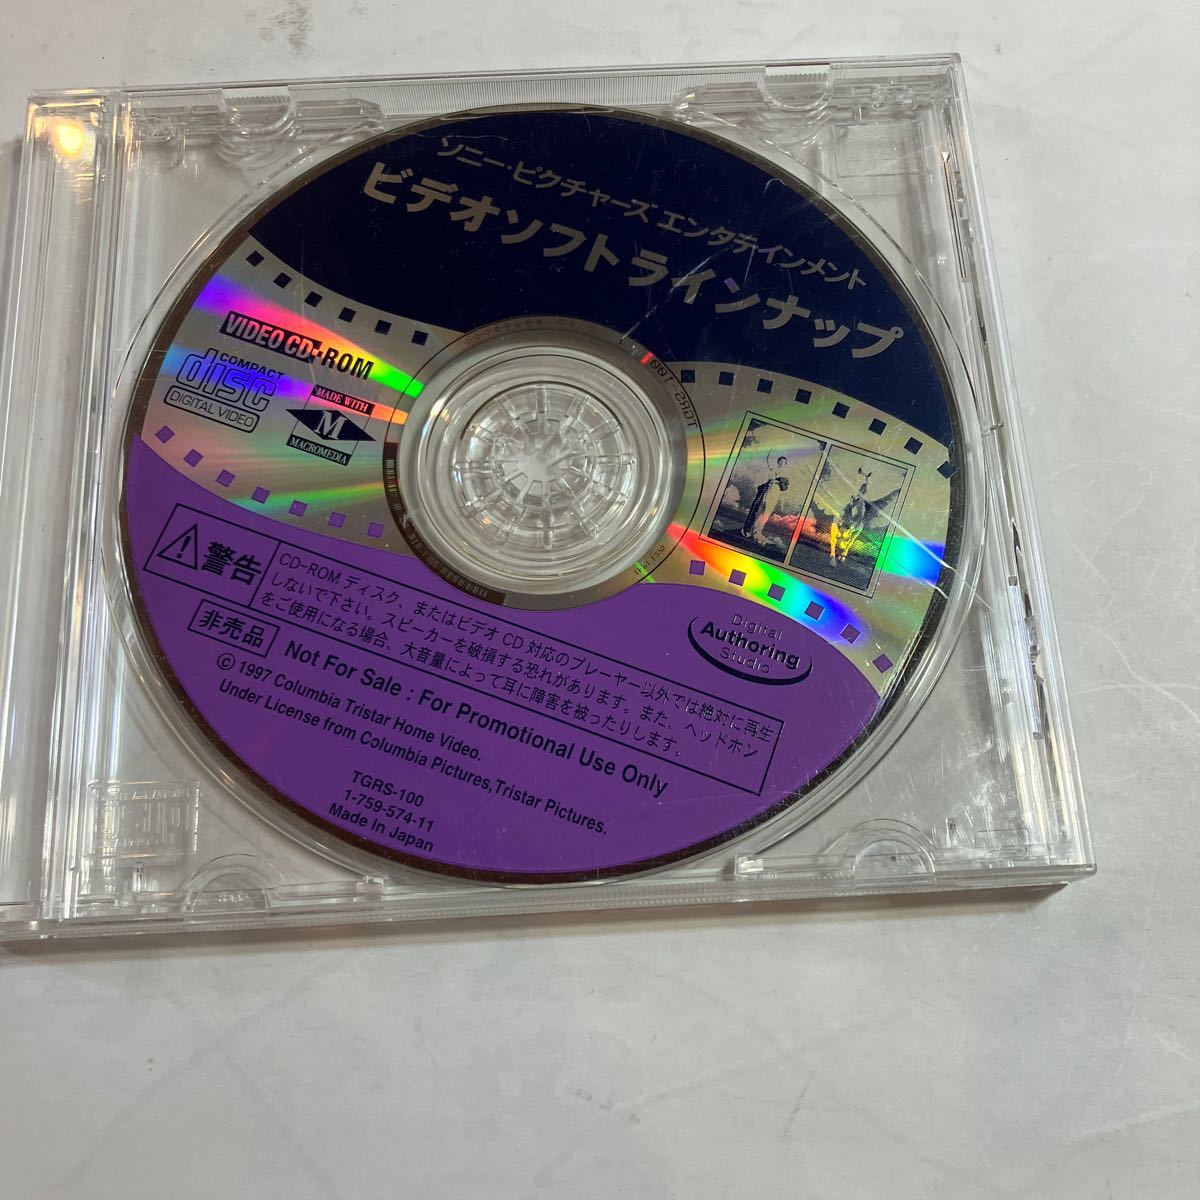 ソニー・ピクチャーズ エンタテインメント
ビデオソフトラインナップ
VIDEO CD+ROM
COMPACT
disc
DIGITAL VIDEO
MADE WITH
M
MACROMEDIA
TGRS-100
警告
CD-ROM ディスク、またはビデオ CD 対応のプレーヤー以外では絶対に再生
しないで下さい。スピーカーを破損する恐れがあります。また、ヘッドホン
をご使用になる場合、大音量によって耳に障害を被ったりします。
Digital
Authoring
Studio
非売品
Not For Sale : For Promotional Use Only
© 1997 Columbia Tristar Home Video.
Under License from Columbia Pictures, Tristar Pictures.
TGRS-100
1-759-574-11
Made In Japan